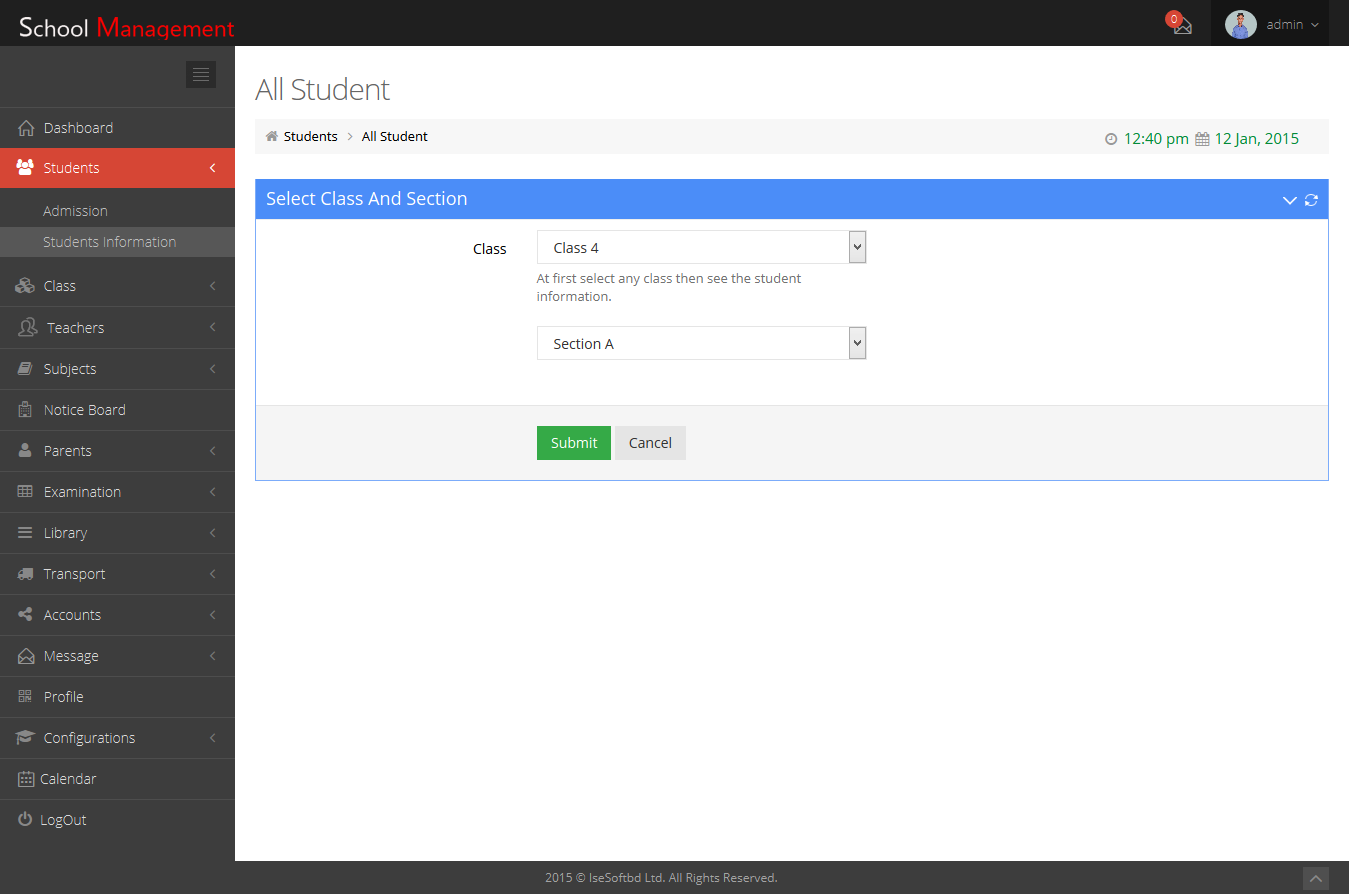 School Management
0
admin
All Student
Students
All Student
12:40 pm
12 Jan, 2015
Dashboard
Students
Admission
Students Information
Class
Teachers
Subjects
Notice Board
Parents
Examination
Library
Transport
Accounts
Message
Profile
Configurations
Calendar
LogOut
Select Class And Section
Class
Class 4
At first select any class then see the student
information.
Section A
Submit
Cancel
2015 © IseSoftbd Ltd. All Rights Reserved.